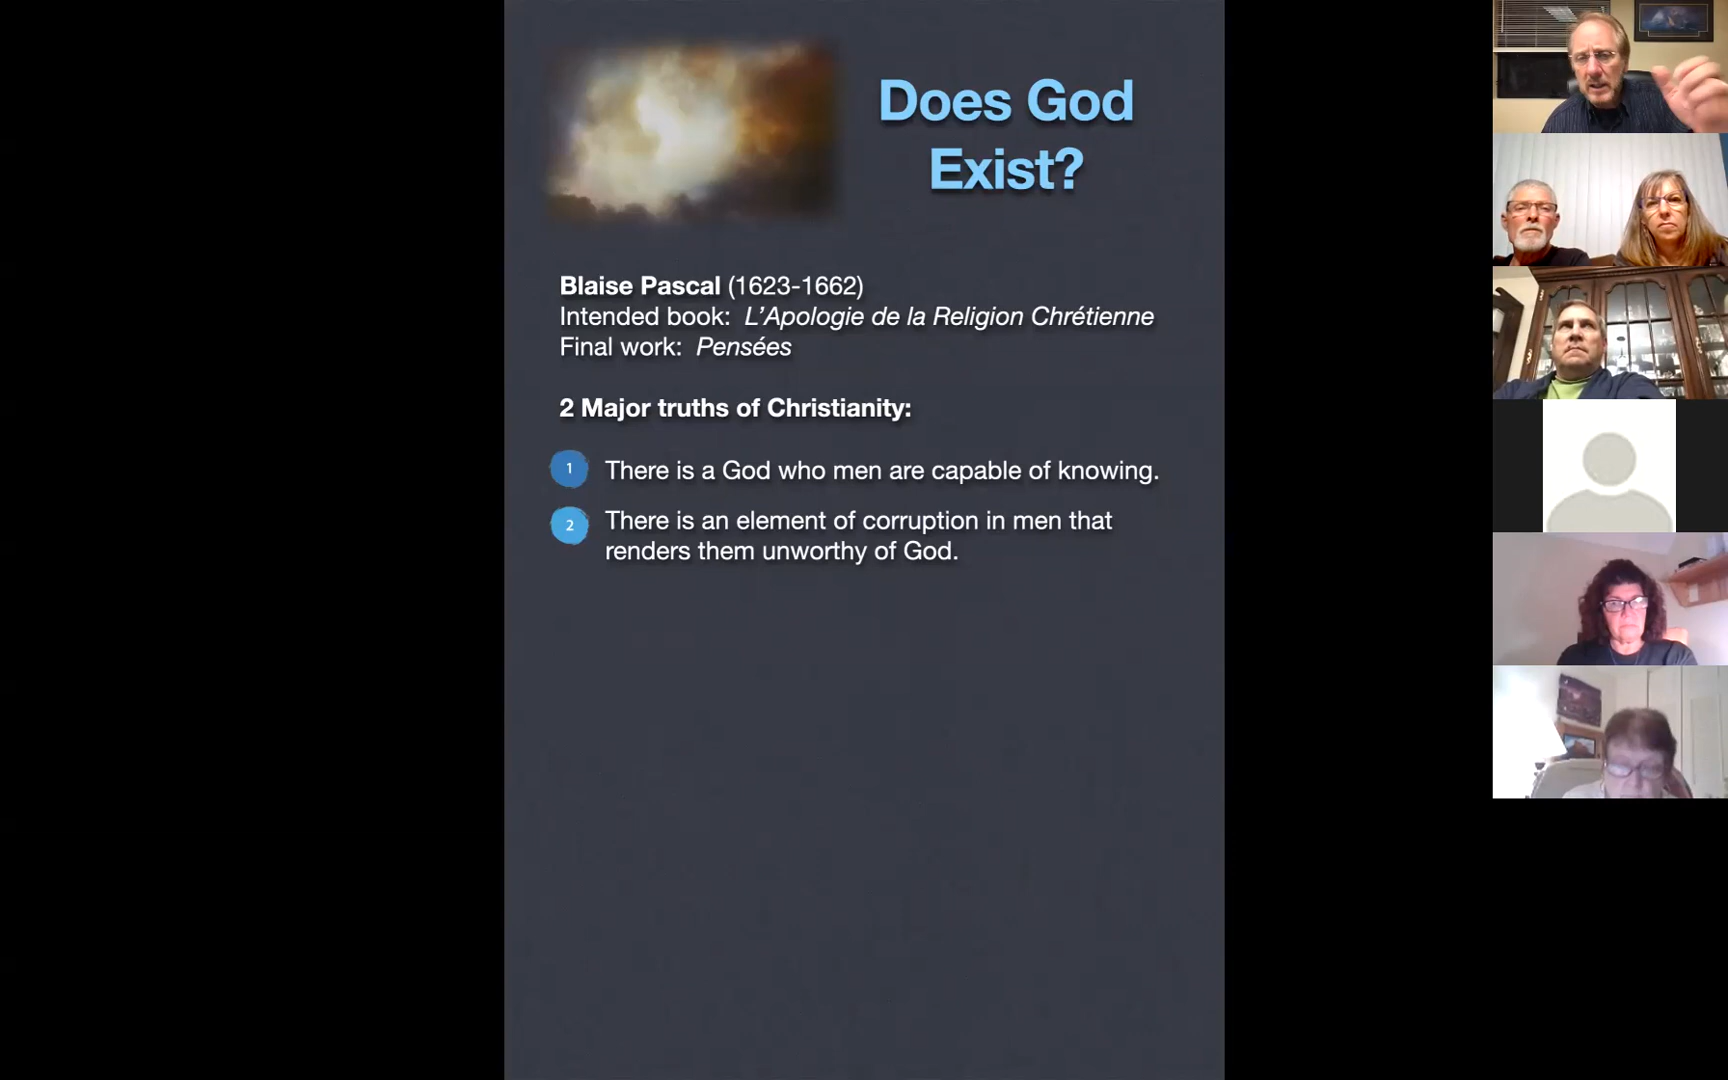 Does God
Exist?
Blaise Pascal (1623-1662)
Intended book: L’Apologie de la Religion Chrétienne
Final work: Pensées
2 Major truths of Christianity:
1 There is a God who men are capable of knowing.
2 There is an element of corruption in men that
renders them unworthy of God.